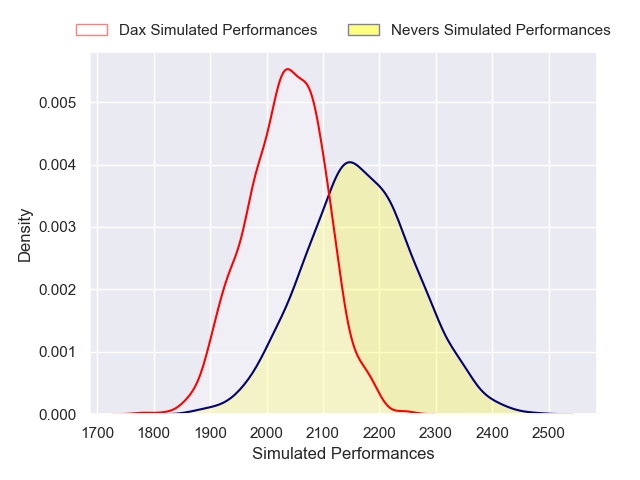 Dax Simulated Performances
Nevers Simulated Performances
0.005
0.004
0.003
0.002
0.001
0.000
Density
1700 1800 1900 2000 2100 2200 2300 2400 2500
Simulated Performances